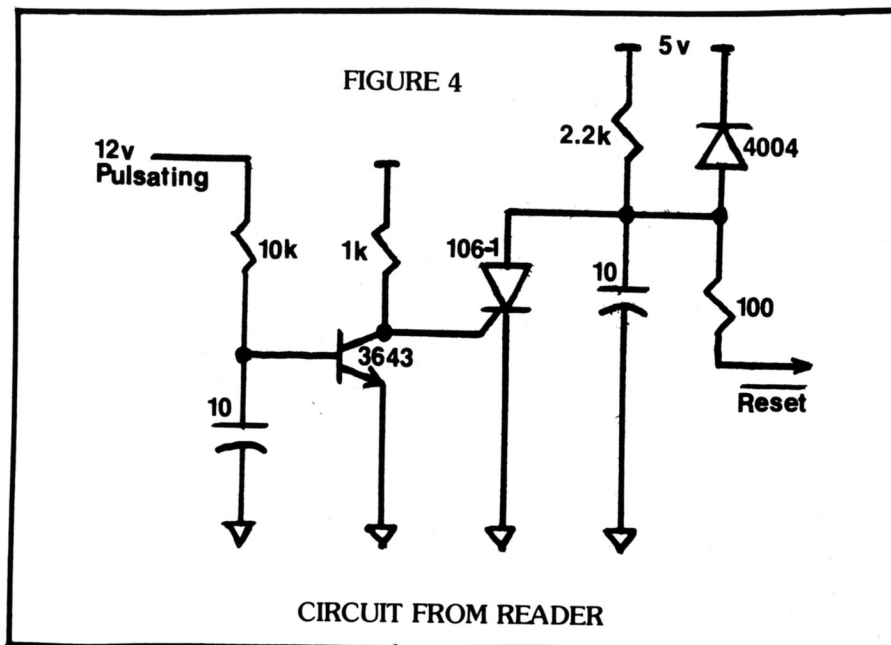 FIGURE 4
5 v
12v
Pulsating
2.2k
4004
10k
1k
106-1
10
100
3643
10
Reset
CIRCUIT FROM READER